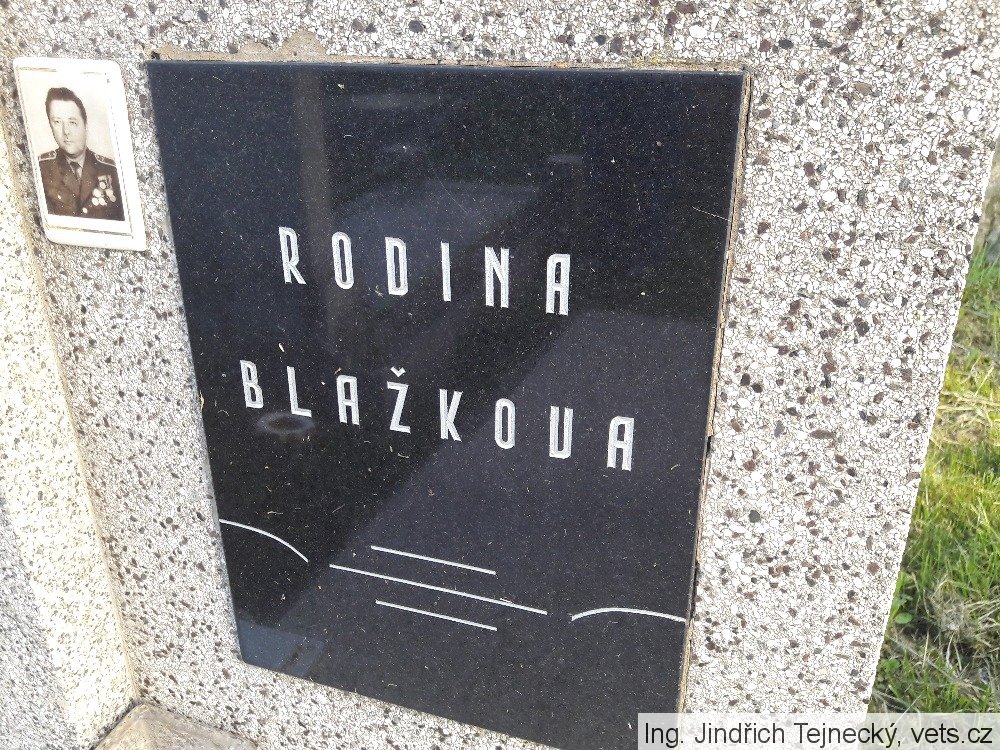 RODINA
BLAŽKOVA
Ing. Jindřich Tejnecký, vets.cz